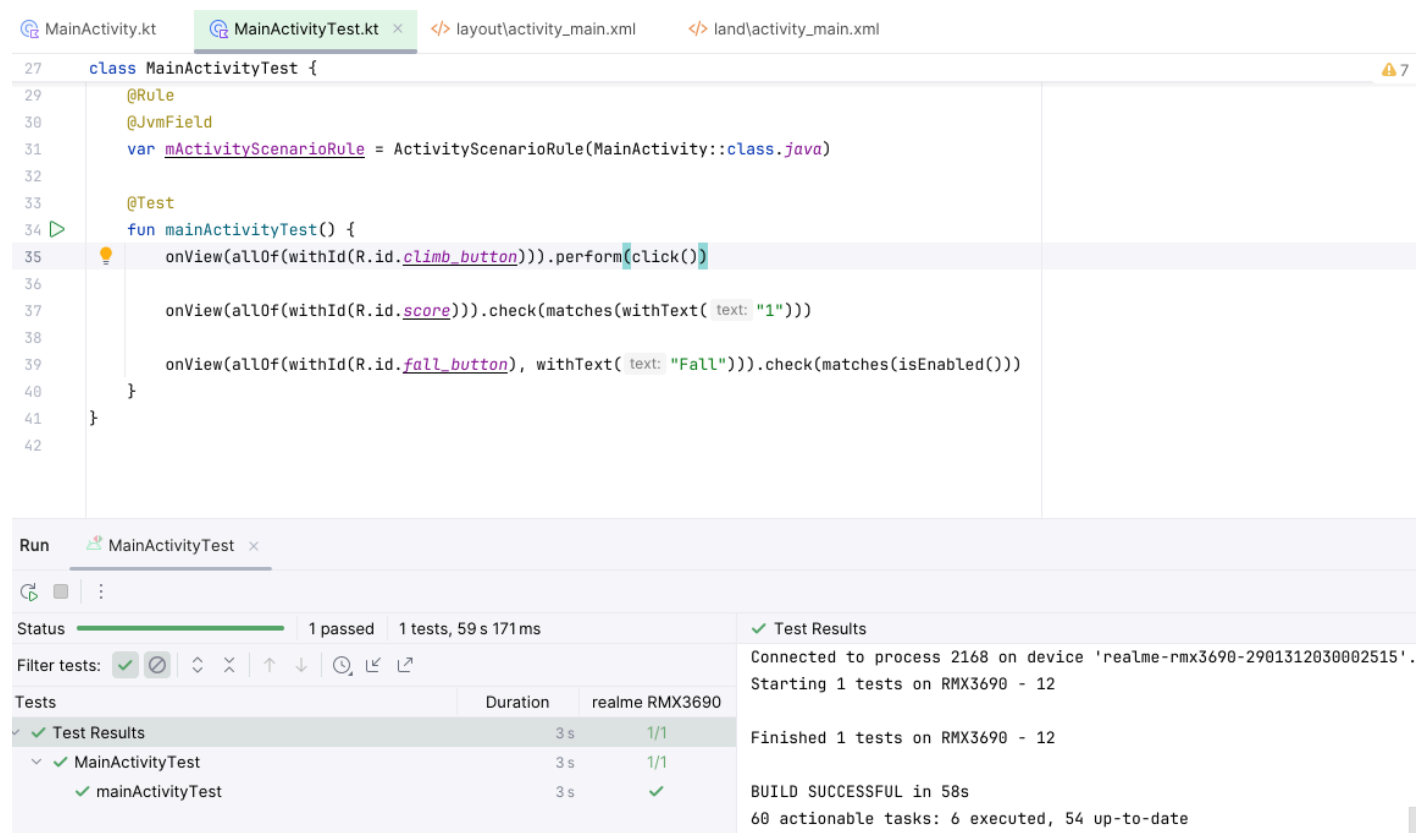 MainActivity.kt MainActivityTest.kt × </> layout\activity_main.xml </> land\activity_main.xml
27 class MainActivityTest { 7
29 @Rule
30 @JvmField
31 var mActivityScenarioRule = ActivityScenarioRule(MainActivity::class.java)
32
33 @Test
34 fun mainActivityTest() {
35 onView(allOf(withId(R.id.climb_button))).perform(click())
36
37 onView(allOf(withId(R.id.score))).check(matches(withText( text: "1")))
38
39 onView(allOf(withId(R.id.fall_button), withText( text: "Fall"))).check(matches(isEnabled()))
40 }
41 }
42
Run MainActivityTest ×
Status 1 passed 1 tests, 59 s 171 ms
Filter tests:
Tests Duration realme RMX3690
Test Results 3 s 1/1
MainActivityTest 3 s 1/1
mainActivityTest 3 s
Test Results
Connected to process 2168 on device 'realme-rmx3690-2901312030002515'.
Starting 1 tests on RMX3690 - 12
Finished 1 tests on RMX3690 - 12
BUILD SUCCESSFUL in 58s
60 actionable tasks: 6 executed, 54 up-to-date